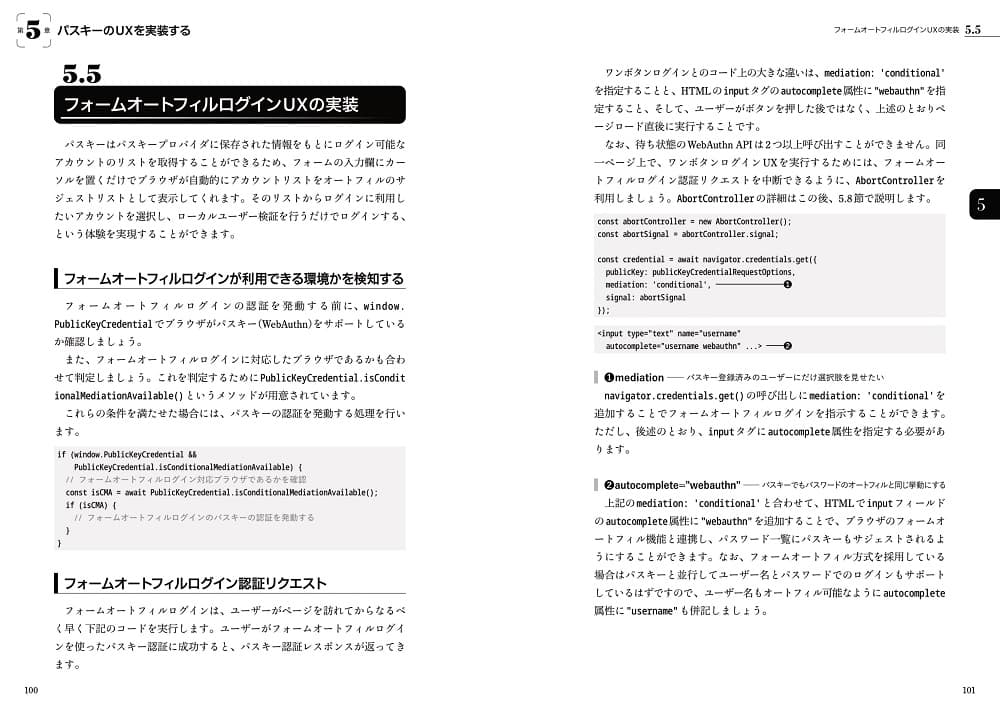 第5章 パスキーのUXを実装する
5.5
フォームオートフィルログインUXの実装
パスキーはパスキープロバイダに保存された情報をもとにログイン可能な
アカウントのリストを取得することができるため、フォームの入力欄にカー
ソルを置くだけでブラウザが自動的にアカウントリストをオートフィルのサ
ジェストリストとして表示してくれます。そのリストからログインに利用し
たいアカウントを選択し、ローカルユーザー検証を行うだけでログインする、
という体験を実現することができます。
フォームオートフィルログインが利用できる環境かを検知する
フォームオートフィルログインの認証を発動する前に、window.
PublicKeyCredentialでブラウザがパスキー(WebAuthn)をサポートしている
か確認しましょう。
また、フォームオートフィルログインに対応したブラウザであるかも合わ
せて判定しましょう。これを判定するためにPublicKeyCredential.isCondit
ionalMediationAvailable()というメソッドが用意されています。
これらの条件を満たせた場合には、パスキーの認証を発動する処理を行い
ます。
if (window.PublicKeyCredential &&
PublicKeyCredential.isConditionalMediationAvailable) {
// フォームオートフィルログイン対応ブラウザであるかを確認
const isCMA = await PublicKeyCredential.isConditionalMediationAvailable();
if (isCMA) {
// フォームオートフィルログインのパスキーの認証を発動する
}
}
フォームオートフィルログイン認証リクエスト
フォームオートフィルログインは、ユーザーがページを訪れてからなるべ
く早く下記のコードを実行します。ユーザーがフォームオートフィルログイ
ンを使ったパスキー認証に成功すると、パスキー認証レスポンスが返ってき
ます。
100
フォームオートフィルログインUXの実装 5.5
ワンボタンログインとのコード上の大きな違いは、mediation: 'conditional'
を指定することと、HTMLのinputタグのautocomplete属性に"webauthn"を指
定すること、そして、ユーザーがボタンを押した後ではなく、上述のとおりペ
ージロード直後に実行することです。
なお、待ち状態のWebAuthn APIは2つ以上呼び出すことができません。同
一ページ上で、ワンボタンログインUXを実行するためには、フォームオー
トフィルログイン認証リクエストを中断できるように、AbortControllerを
利用しましょう。AbortControllerの詳細はこの後、5.8節で説明します。
5
const abortController = new AbortController();
const abortSignal = abortController.signal;
const credential = await navigator.credentials.get({
publicKey: publicKeyCredentialRequestOptions,
mediation: 'conditional', ❶
signal: abortSignal
});
<input type="text" name="username"
autocomplete="username webauthn" ...> ❷
❶mediation ── パスキー登録済みのユーザーにだけ選択肢を見せたい
navigator.credentials.get()の呼び出しにmediation: 'conditional'を
追加することでフォームオートフィルログインを指示することができます。
ただし、後述のとおり、inputタグにautocomplete属性を指定する必要があ
ります。
❷autocomplete="webauthn" ── パスキーでもパスワードのオートフィルと同じ挙動にする
上記のmediation: 'conditional'と合わせて、HTMLでinputフィールド
のautocomplete属性に"webauthn"を追加することで、ブラウザのフォームオ
ートフィル機能と連携し、パスワード一覧にパスキーもサジェストされるよ
うにすることができます。なお、フォームオートフィル方式を採用している
場合はパスキーと並行してユーザー名とパスワードでのログインもサポート
しているはずですので、ユーザー名もオートフィル可能なようにautocomplete
属性に"username"も併記しましょう。
101